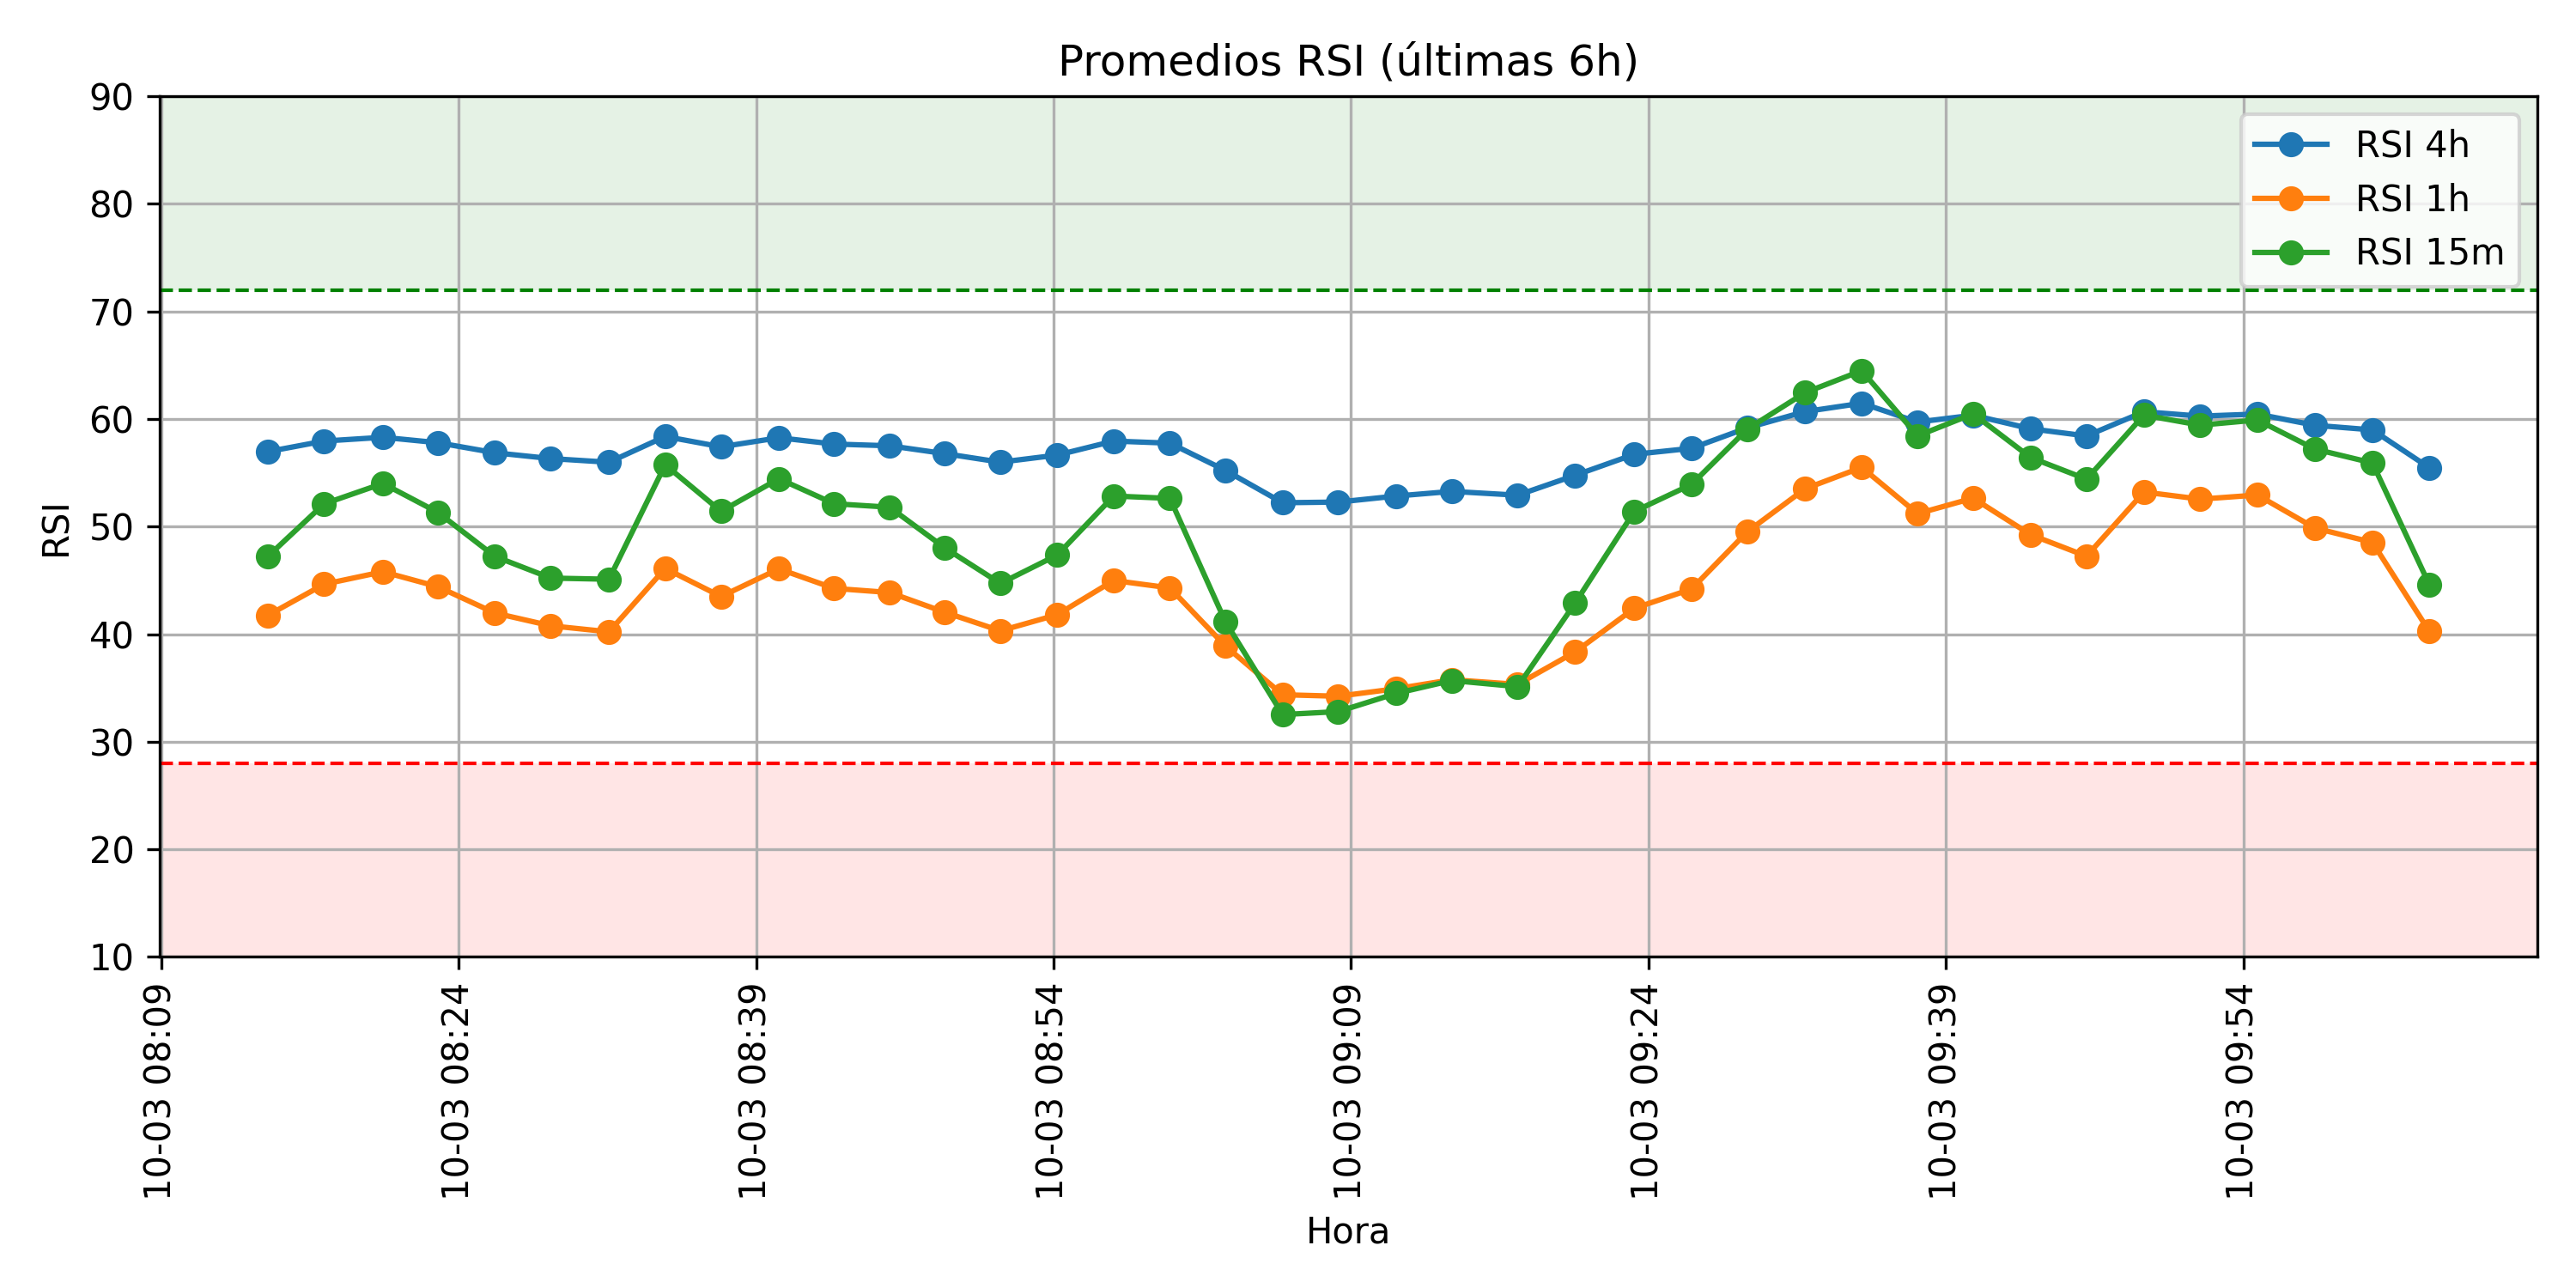 Promedios RSI (últimas 6h)
RSI 4h
RSI 1h
RSI 15m
RSI
90
80
70
60
50
40
30
20
10
10-03 08:09
10-03 08:24
10-03 08:39
10-03 08:54
10-03 09:09
10-03 09:24
10-03 09:39
10-03 09:54
Hora